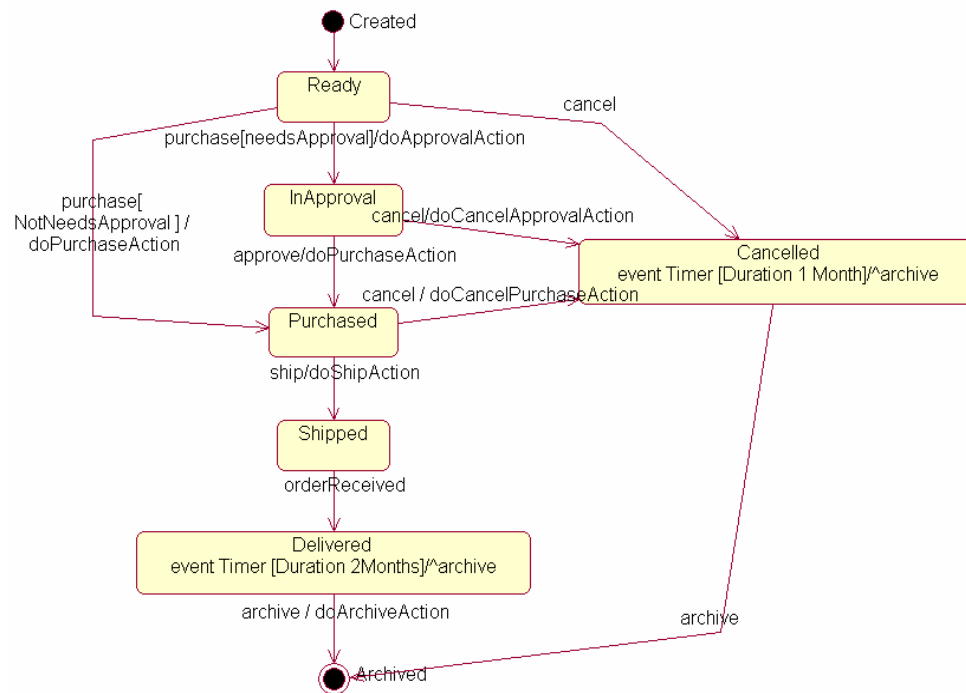 Created
Ready
cancel
purchase[needsApproval]/doApprovalAction
purchase[
NotNeedsApproval ] /
doPurchaseAction
InApproval
cancel/doCancelApprovalAction
approve/doPurchaseAction
Cancelled
event Timer [Duration 1 Month]/^archive
cancel / doCancelPurchaseAction
Purchased
ship/doShipAction
Shipped
orderReceived
Delivered
event Timer [Duration 2Months]/^archive
archive / doArchiveAction
archive
Archived